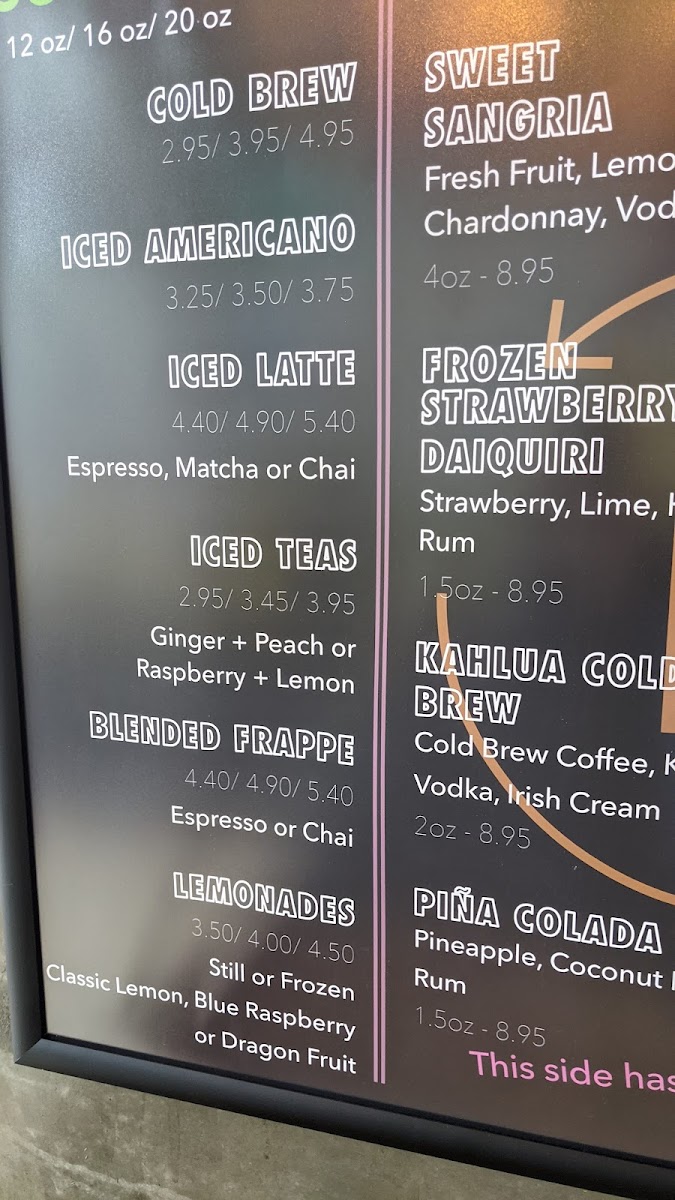 12 oz/ 16 oz/ 20 oz
COLD BREW
2.95/ 3.95/ 4.95
ICED AMERICANO
3.25/ 3.50/ 3.75
ICED LATTE
4.40/ 4.90/ 5.40
Espresso, Matcha or Chai
ICED TEAS
2.95/ 3.45/ 3.95
Ginger + Peach or
Raspberry + Lemon
BLENDED FRAPPE
4.40/ 4.90/ 5.40
Espresso or Chai
LEMONADES
3.50/ 4.00/ 4.50
Still or Frozen
Classic Lemon, Blue Raspberry
or Dragon Fruit
SWEET
SANGRIA
Fresh Fruit,
Chardonnay,
4oz - 8.95
FROZEN
STRAWBERRY
DAIQUIRI
Strawberry, Lime,
Rum
1.5oz - 8.95
KAHLUA COLD
BREW
Cold Brew Coffee,
Vodka, Irish Cream
2oz - 8.95
PIÑA COLADA
Pineapple, Coconut
Rum
1.5oz - 8.95
This side has